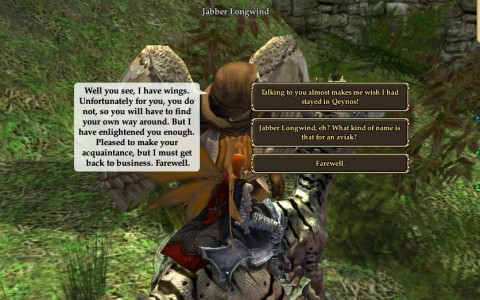 Jabber Longwind
Well you see, I have wings.
Unfortunately for you, you do
not, so you will have to find
your own way around. But I
have enlightened you enough.
Pleased to make your
acquaintance, but I must get
back to business. Farewell.
Talking to you almost makes me wish I had
stayed in Qeynos!
Jabber Longwind, eh? What kind of name is
that for an aviak?
Farewell.